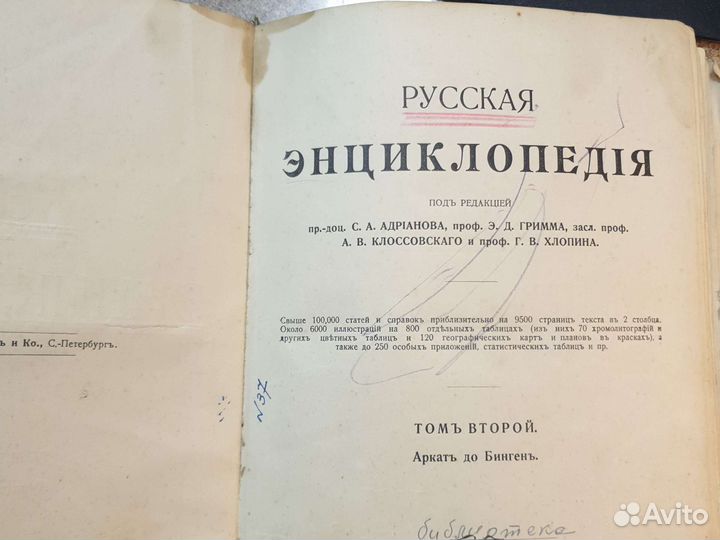 РУССКАЯ
ЭНЦИКЛОПЕДІЯ
ПОДЪ РЕДАКЦІЕЙ
пр.-доц. С. А. АДРІАНОВА, проф. Э. Д. ГРИММА, засл. проф.
А. В. КЛОССОВСКАГО и проф. Г. В. ХЛОПИНА.
Свыше 100,000 статей и справокъ приблизительно на 9500 страниц текста въ 2 столбца.
Около 6000 иллюстрацій на 800 отдѣльныхъ таблицахъ (изъ нихъ 70 хромолитографій и
другихъ цвѣтныхъ таблицъ и 120 географическихъ картъ и плановъ въ краскахъ), а
также до 250 особыхъ приложеній, статистическихъ таблицъ и пр.
ъ и Ко., С.-Петербургъ.
№37
ТОМЪ ВТОРОЙ.
Аркатъ до Бингенъ.
библиотека
Avito